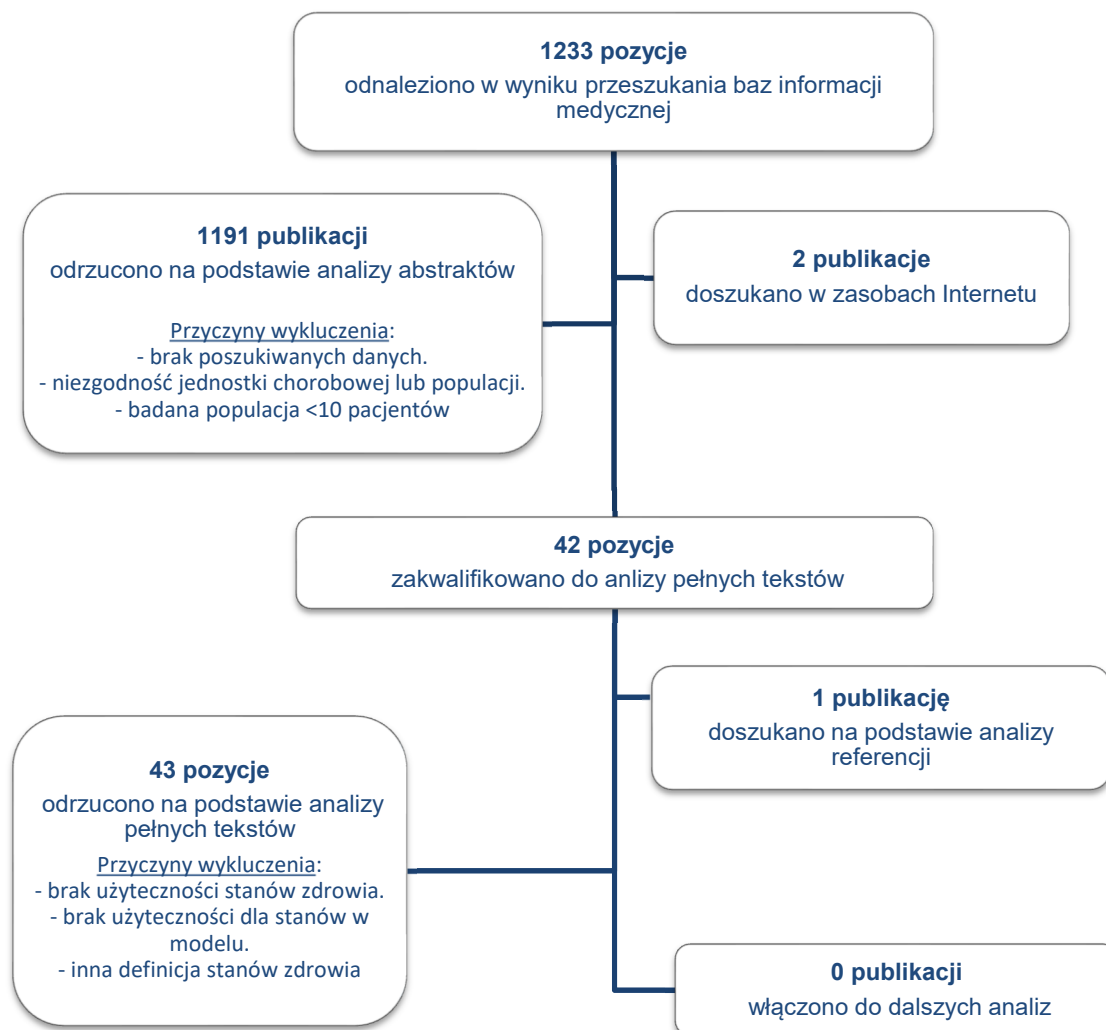 1233 pozycje
odnaleziono w wyniku przeszukania baz informacji
medycznej
1191 publikacji
odrzucono na podstawie analizy abstraktów
Przyczyny wykluczenia:
- brak poszukiwanych danych.
- niezgodność jednostki chorobowej lub populacji.
- badana populacja <10 pacjentów
2 publikacje
doszukano w zasobach Internetu
42 pozycje
zakwalifikowano do anlizy pełnych tekstów
1 publikację
doszukano na podstawie analizy
referencji
43 pozycje
odrzucono na podstawie analizy
pełnych tekstów
Przyczyny wykluczenia:
- brak użyteczności stanów zdrowia.
- brak użyteczności dla stanów w
modelu.
- inna definicja stanów zdrowia
0 publikacji
włączono do dalszych analiz